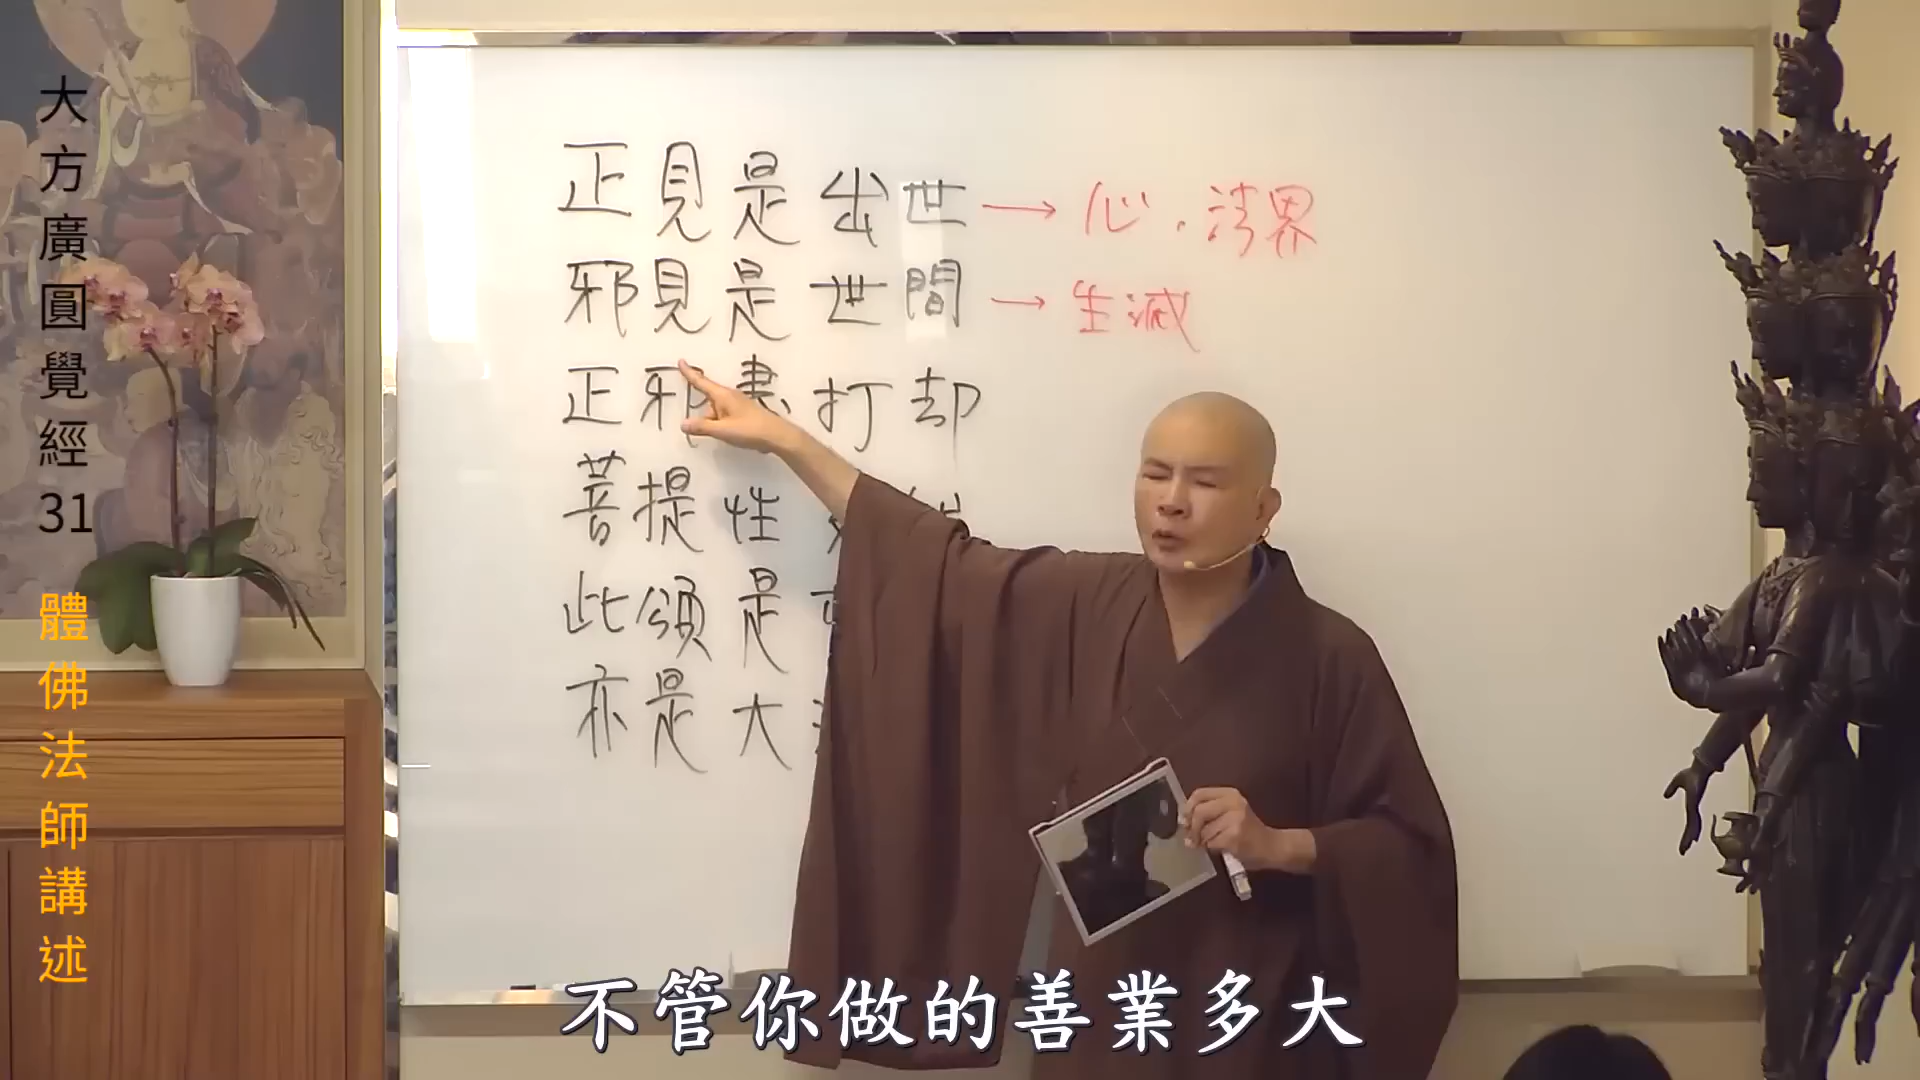 大方廣圓覺經31
體佛法師講述
正見是出世→心.清界
邪見是世間→生滅
正邪盡打却
菩提性
此頌是
亦是大
不管你做的善業多大